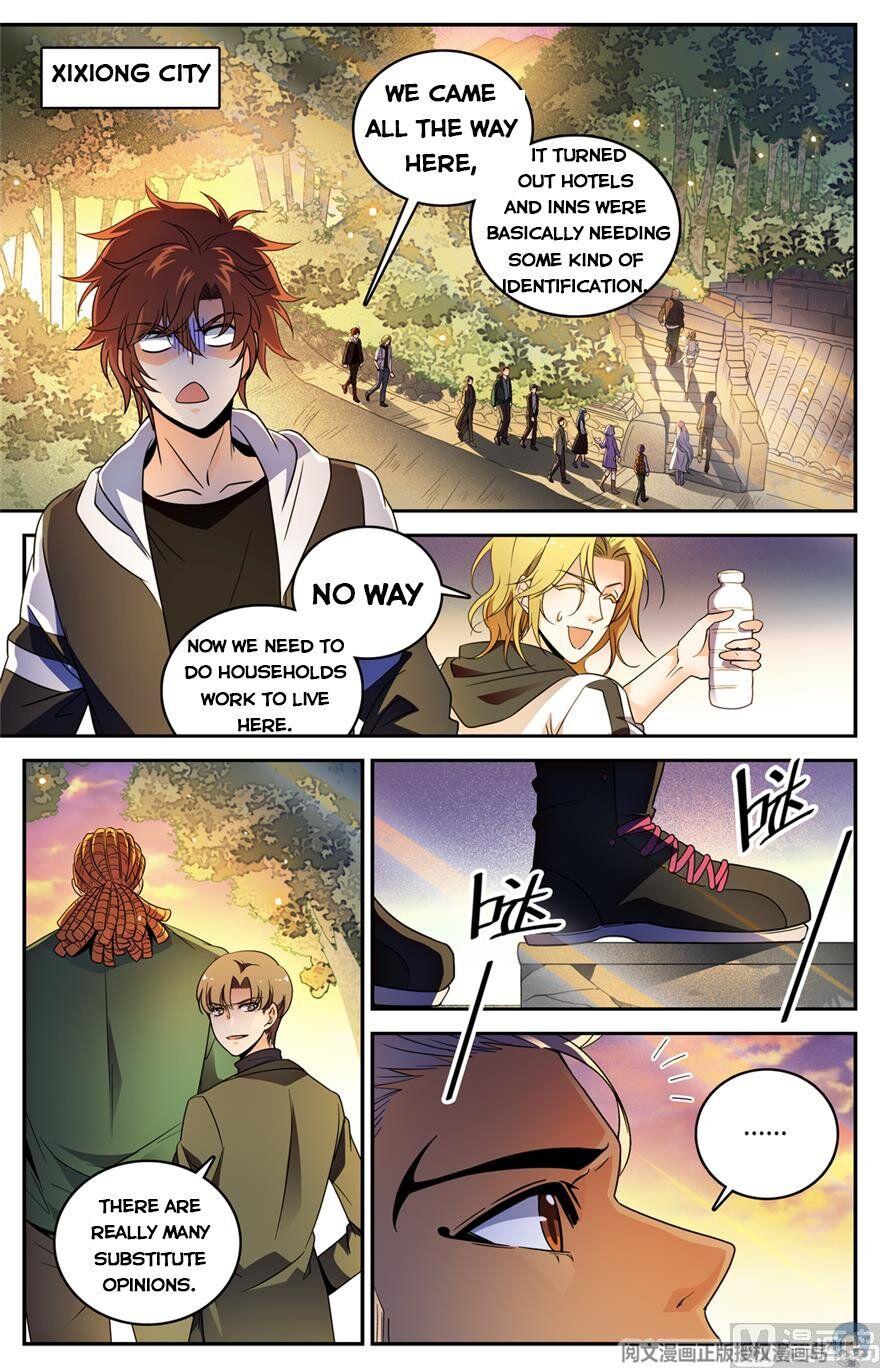 XIXIONG CITY
WE CAME
ALL THE WAY
HERE,
IT TURNED
OUT HOTELS
AND INNS WERE
BASICALLY NEEDING
SOME KIND OF
IDENTIFICATION.
NO WAY
NOW WE NEED TO
DO HOUSEHOLDS
WORK TO LIVE
HERE.
哒
哒
THERE ARE
REALLY MANY
SUBSTITUTE
OPINIONS.
......
阅文漫画正版授权漫画岛